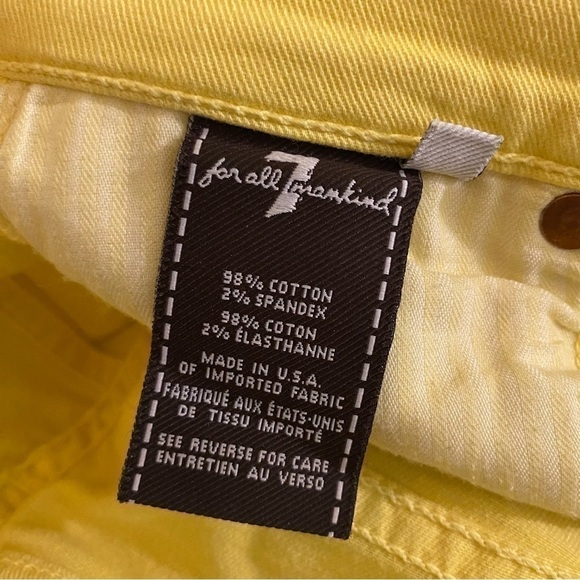 for all 7 mankind
98% COTTON
2% SPANDEX
98% COTON
2% ÉLASTHANNE
MADE IN U.S.A.
OF IMPORTED FABRIC
FABRIQUÉ AUX ÉTATS-UNIS
DE TISSU IMPORTÉ
SEE REVERSE FOR CARE
ENTRETIEN AU VERSO